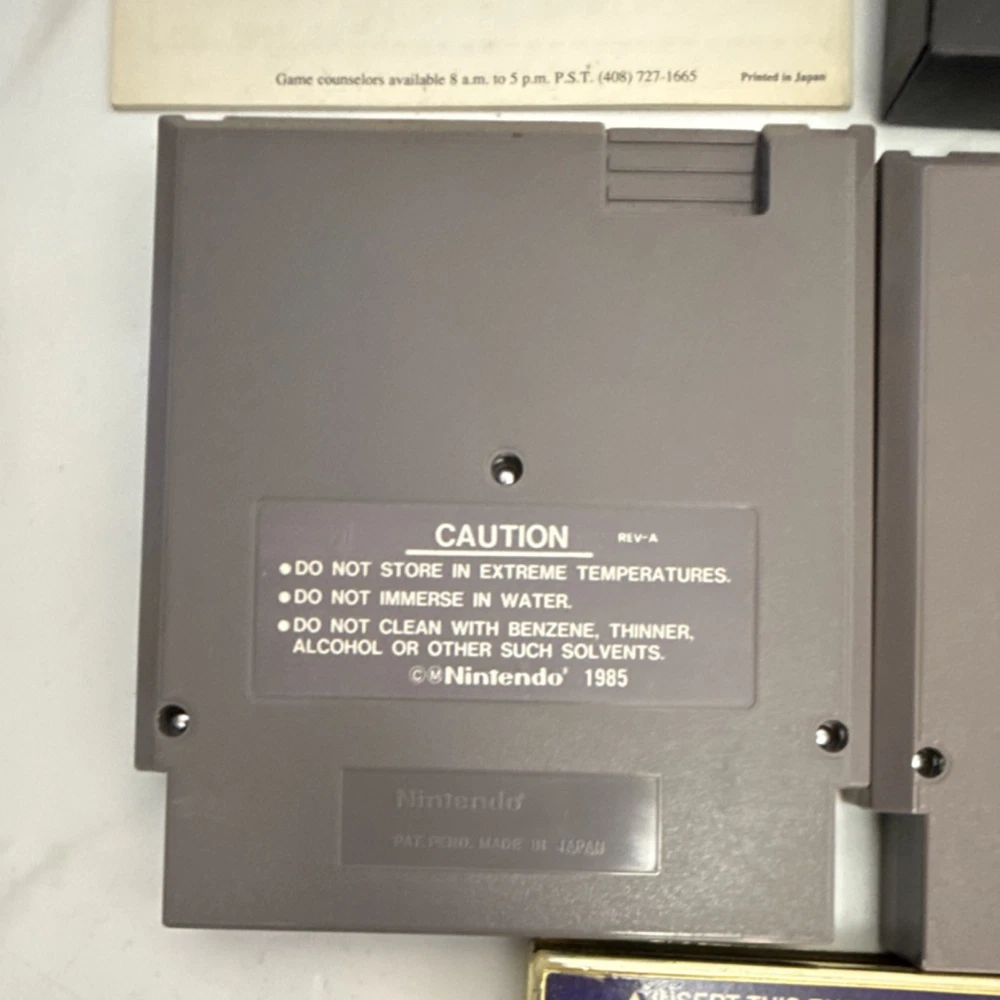 Game counselors available 8 a.m. to 5 p.m. P.S.T. (408) 727-1665 Printed in Japan
CAUTION REV-A
●DO NOT STORE IN EXTREME TEMPERATURES.
●DO NOT IMMERSE IN WATER.
●DO NOT CLEAN WITH BENZENE, THINNER,
ALCOHOL OR OTHER SUCH SOLVENTS.
©ⓂNintendo® 1985
Nintendo®
PAT. PEND. MADE IN JAPAN
INSERT THIS